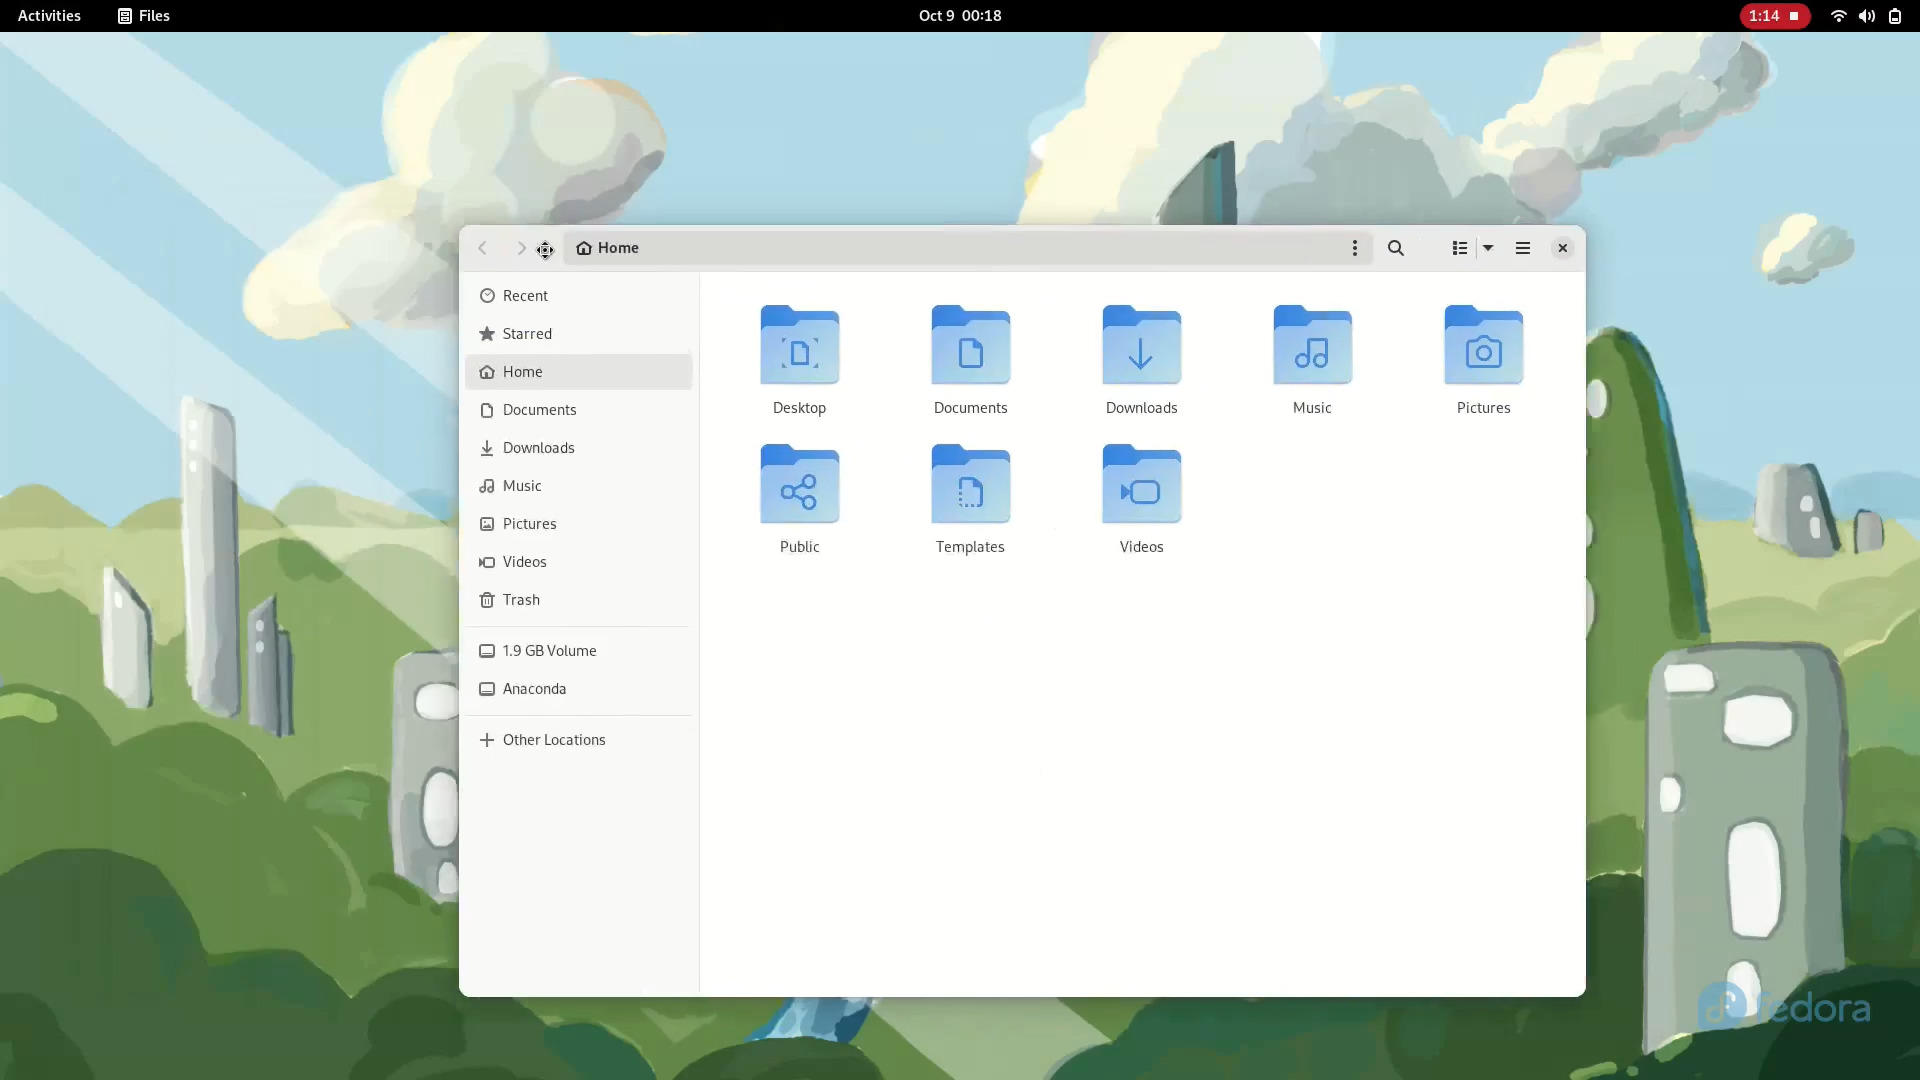 Activities
Files
Oct 9 00:18
1:14
Home
Recent
Starred
Home
Documents
Downloads
Music
Pictures
Videos
Trash
1.9 GB Volume
Anaconda
Other Locations
Desktop
Documents
Downloads
Music
Pictures
Public
Templates
Videos
fedora